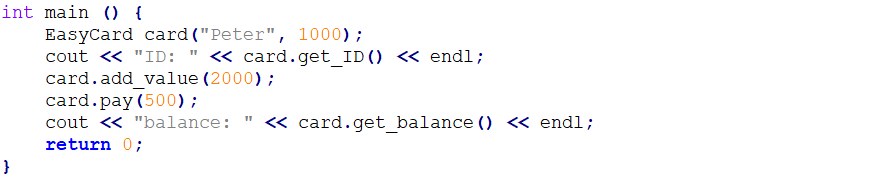 int main () {
    EasyCard card("Peter", 1000);
    cout << "ID: " << card.get_ID() << endl;
    card.add_value(2000);
    card.pay(500);
    cout << "balance: " << card.get_balance() << endl;
    return 0;
}